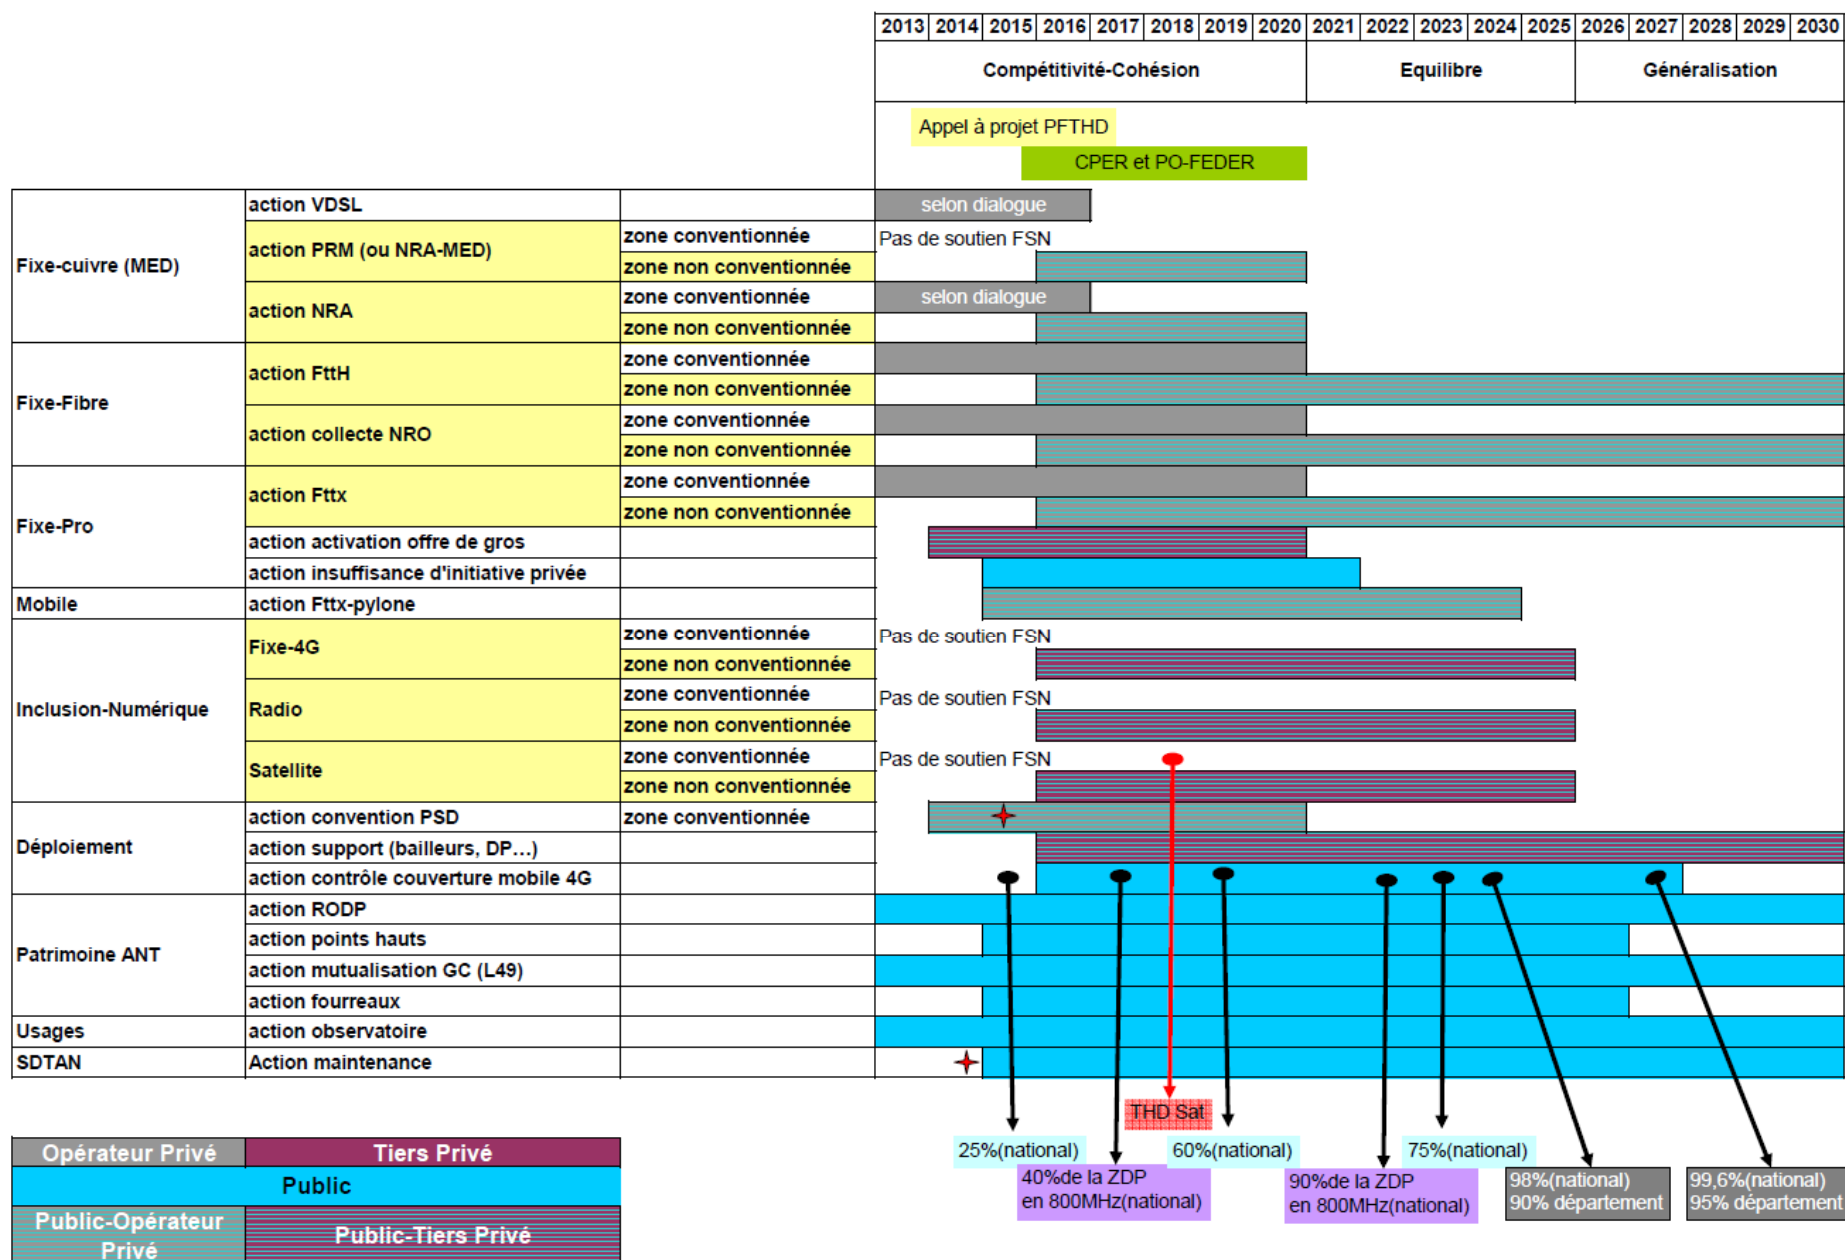 2013 2014 2015 2016 2017 2018 2019 2020 2021 2022 2023 2024 2025 2026 2027 2028 2029 2030
Compétitivité-Cohésion Equilibre Généralisation
Appel à projet PFTHD
CPER et PO-FEDER
action VDSL selon dialogue
Fixe-cuivre (MED)
action PRM (ou NRA-MED)
zone conventionnée Pas de soutien FSN
zone non conventionnée
action NRA
zone conventionnée selon dialogue
zone non conventionnée
Fixe-Fibre
action FttH
zone conventionnée
zone non conventionnée
action collecte NRO
zone conventionnée
zone non conventionnée
Fixe-Pro
action Fttx
zone conventionnée
zone non conventionnée
action activation offre de gros
action insuffisance d'initiative privée
Mobile action Fttx-pylone
Inclusion-Numérique
Fixe-4G
zone conventionnée Pas de soutien FSN
zone non conventionnée
Radio
zone conventionnée Pas de soutien FSN
zone non conventionnée
Satellite
zone conventionnée Pas de soutien FSN
zone non conventionnée
Déploiement
action convention PSD zone conventionnée
action support (bailleurs, DP…)
action contrôle couverture mobile 4G
Patrimoine ANT
action RODP
action points hauts
action mutualisation GC (L49)
action fourreaux
Usages action observatoire
SDTAN Action maintenance
THD Sat
25%(national) 60%(national) 75%(national)
40%de la ZDP
en 800MHz(national)
90%de la ZDP
en 800MHz(national)
98%(national)
90% département
99,6%(national)
95% département
Opérateur Privé Tiers Privé
Public
Public-Opérateur
Privé
Public-Tiers Privé